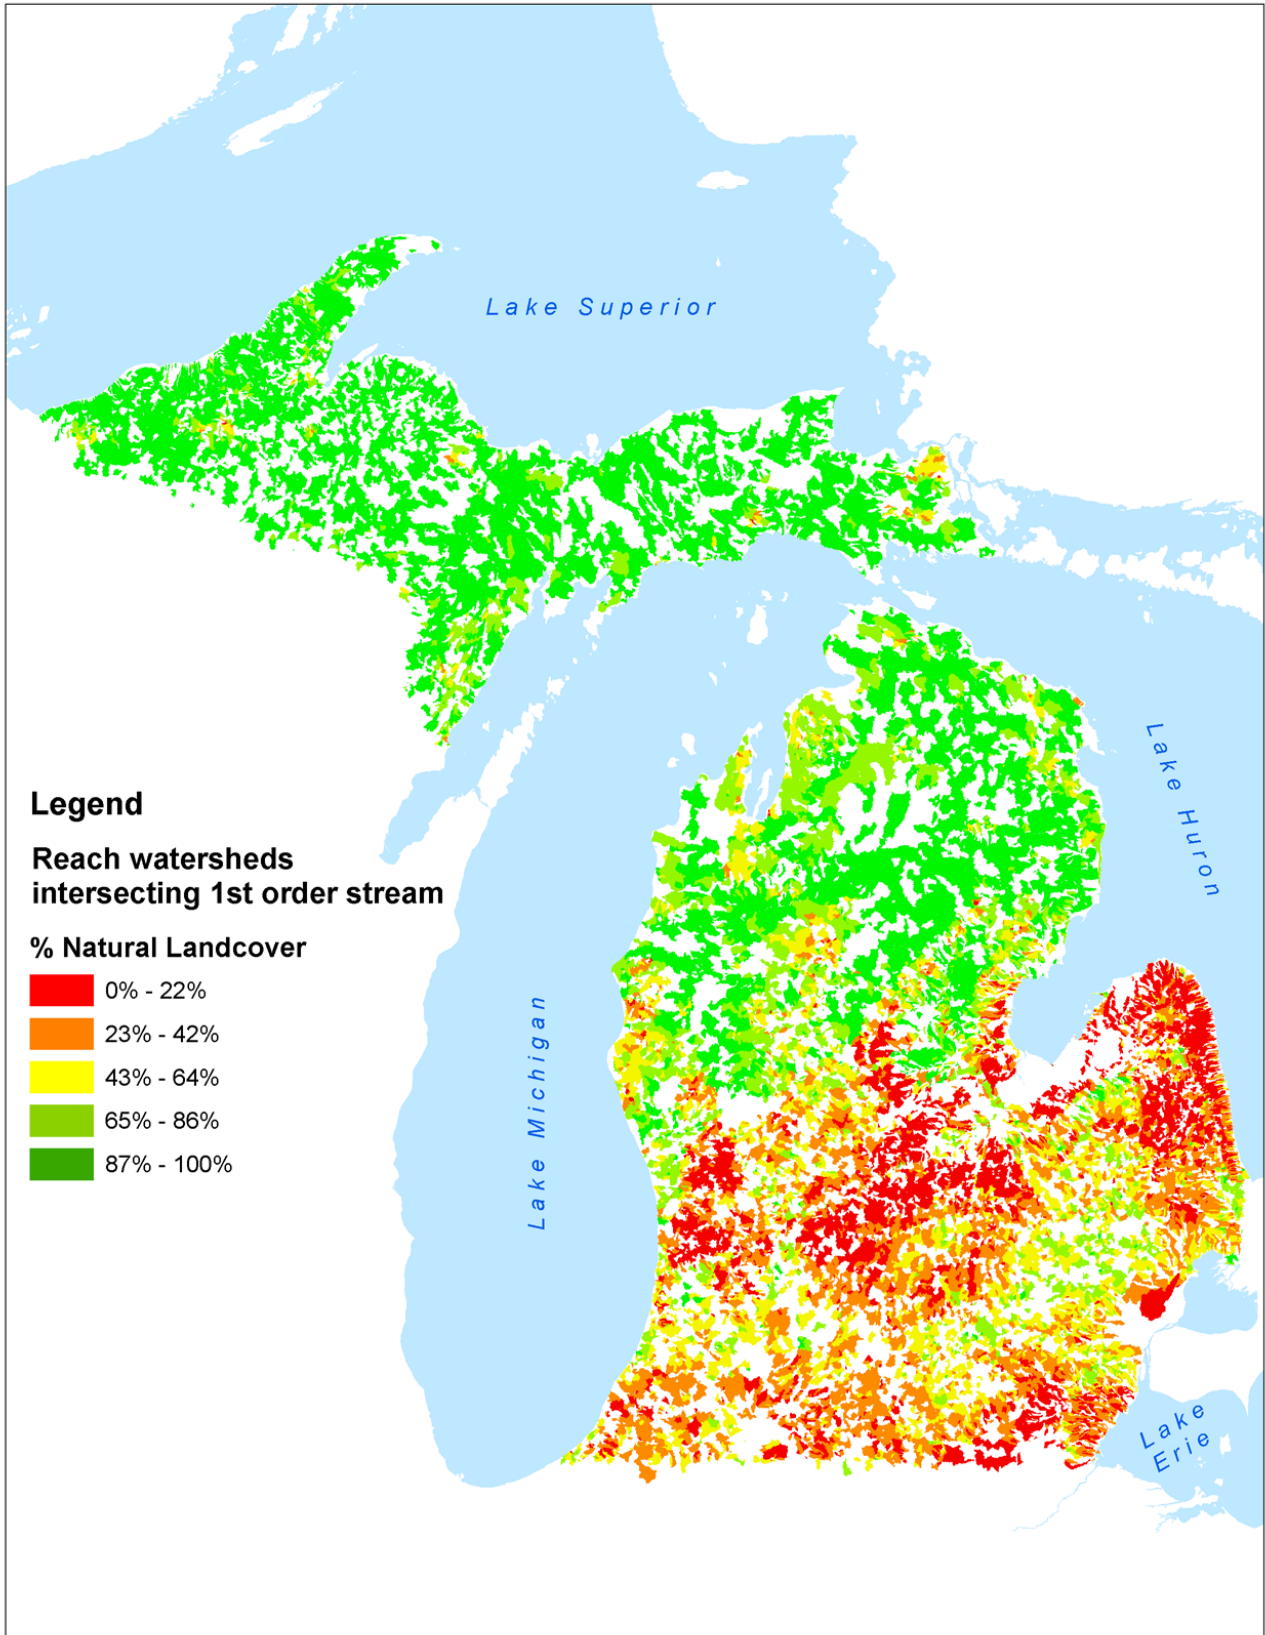 Lake Superior
Lake Huron
Legend
Reach watersheds
intersecting 1st order stream
% Natural Landcover
0% - 22%
23% - 42%
43% - 64%
65% - 86%
87% - 100%
Lake Michigan
Lake
Erie